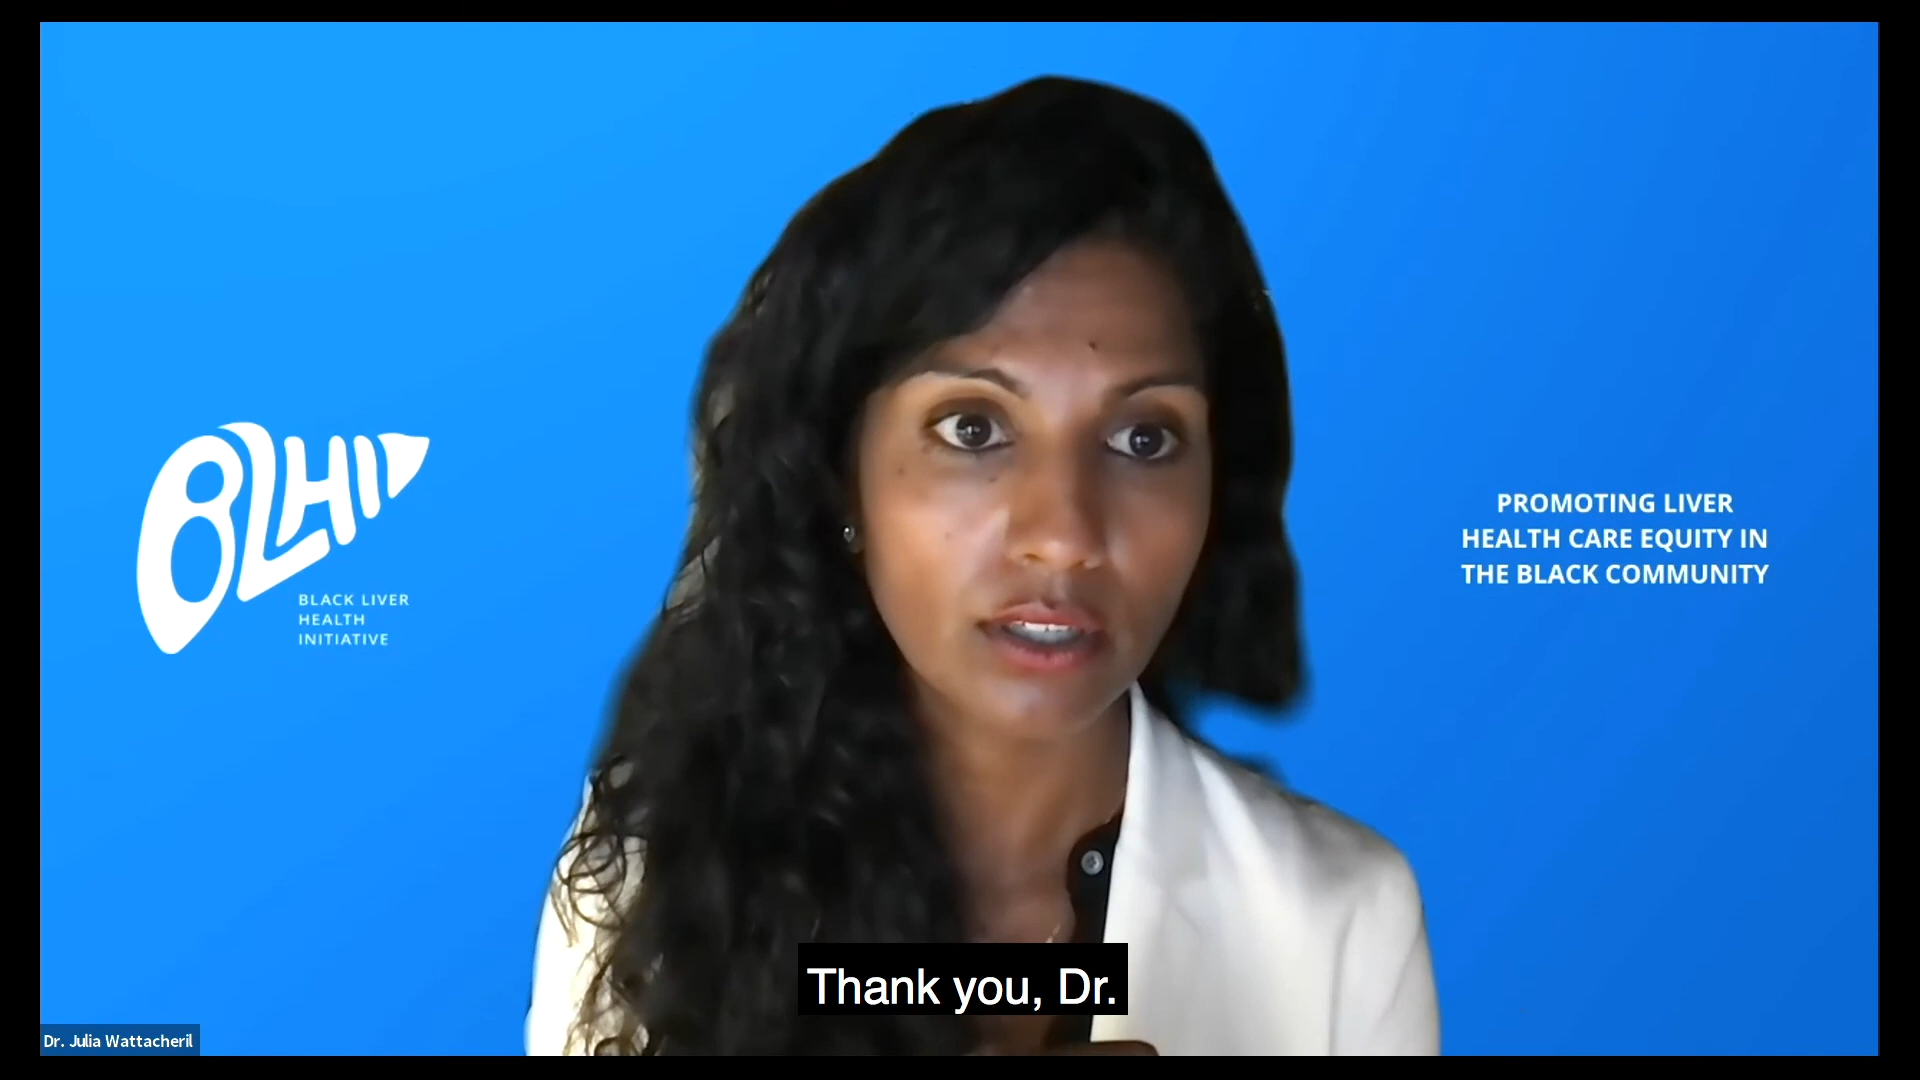 BLHI
BLACK LIVER
HEALTH
INITIATIVE
PROMOTING LIVER
HEALTH CARE EQUITY IN
THE BLACK COMMUNITY
Thank you, Dr.
Dr. Julia Wattacheril